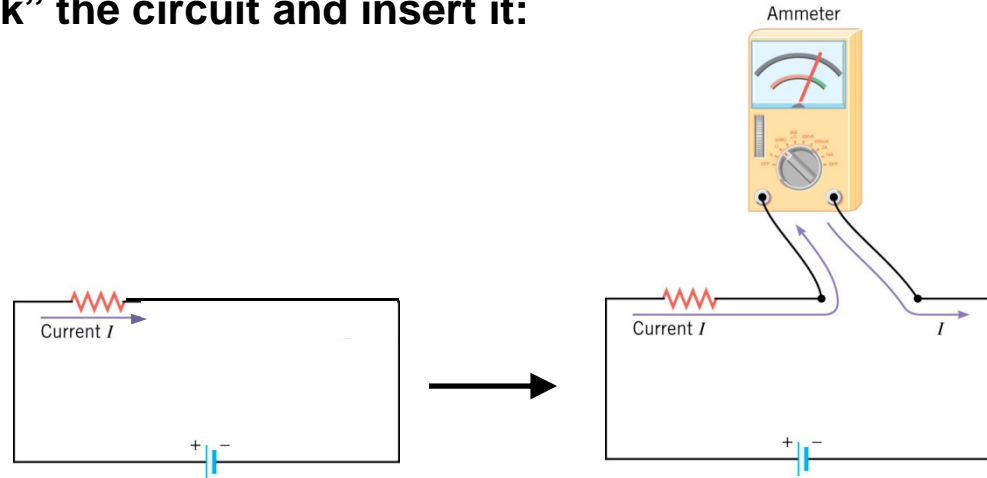 k” the circuit and insert it:
Ammeter
Current I
+ −
Current I
I
+ −